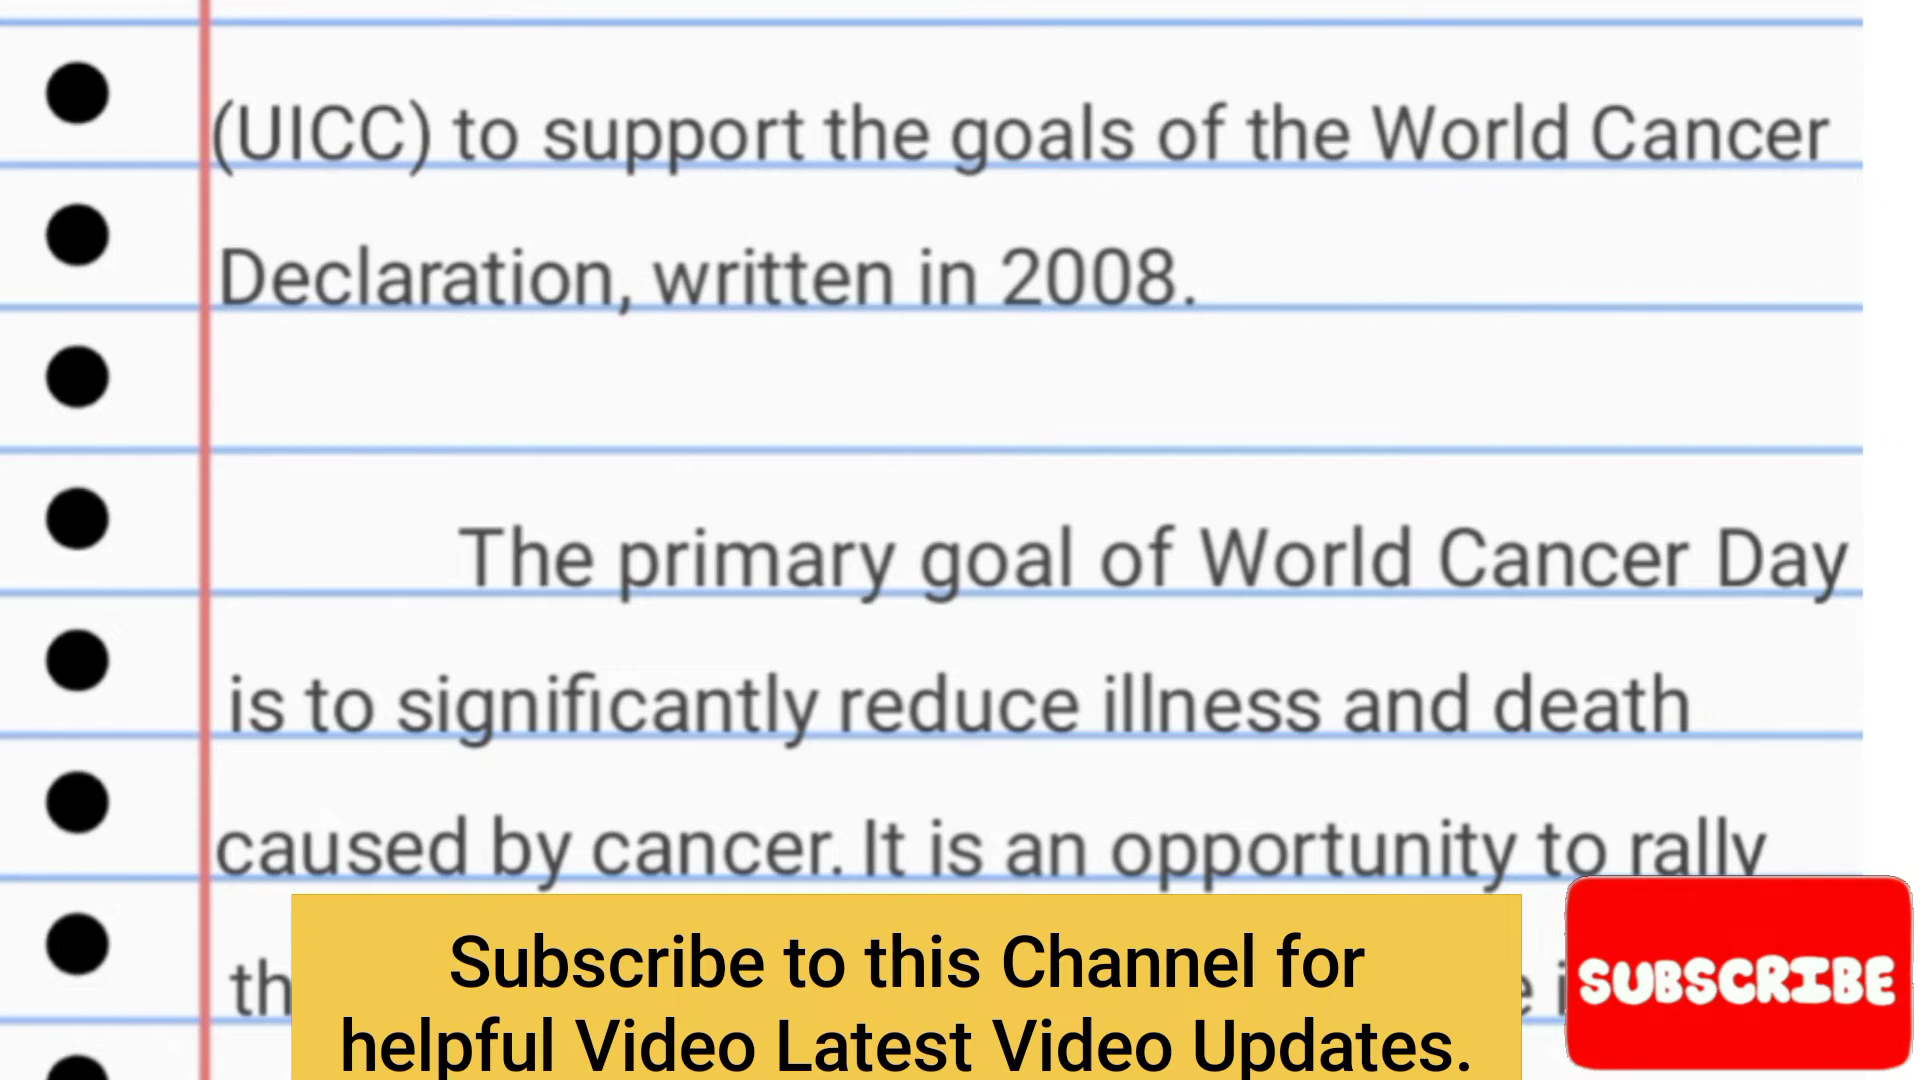 (UICC) to support the goals of the World Cancer
Declaration, written in 2008.
The primary goal of World Cancer Day
is to significantly reduce illness and death
caused by cancer. It is an opportunity to rally
Subscribe to this Channel for
helpful Video Latest Video Updates.
SUBSCRIBE